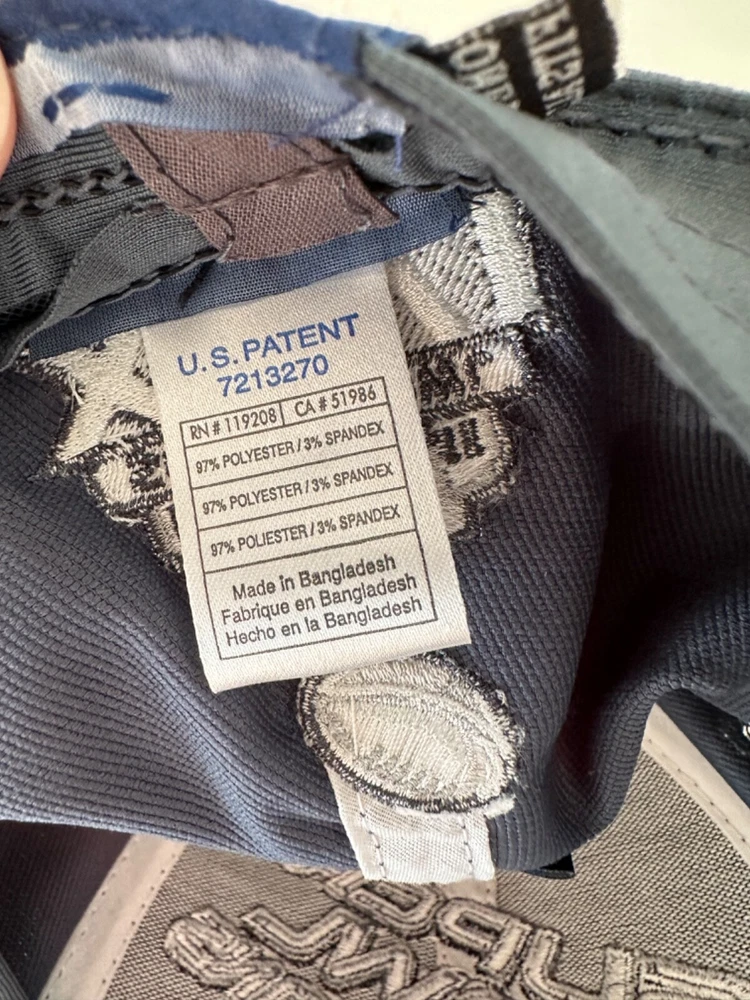 U.S. PATENT
7213270
RN # 119208 CA # 51986
97% POLYESTER / 3% SPANDEX
97% POLYESTER / 3% SPANDEX
97% POLIESTER / 3% SPANDEX
Made in Bangladesh
Fabrique en Bangladesh
Hecho en la Bangladesh